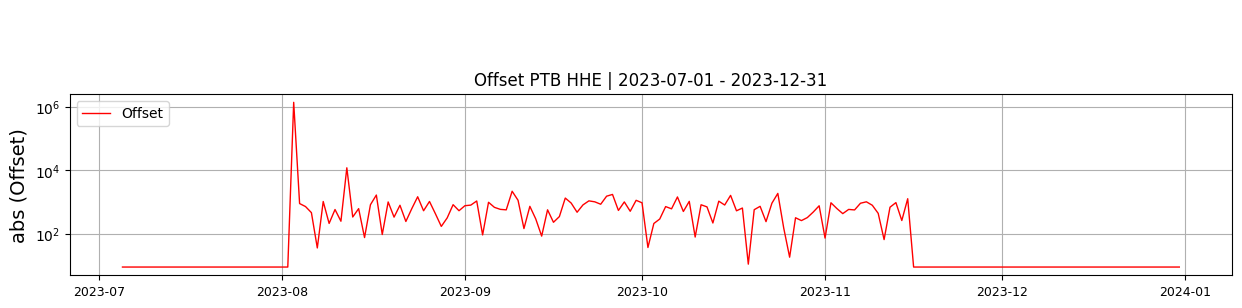 Offset PTB HHE | 2023-07-01 - 2023-12-31
Offset
abs (Offset)
10^6
10^4
10^2
2023-07 2023-08 2023-09 2023-10 2023-11 2023-12 2024-01